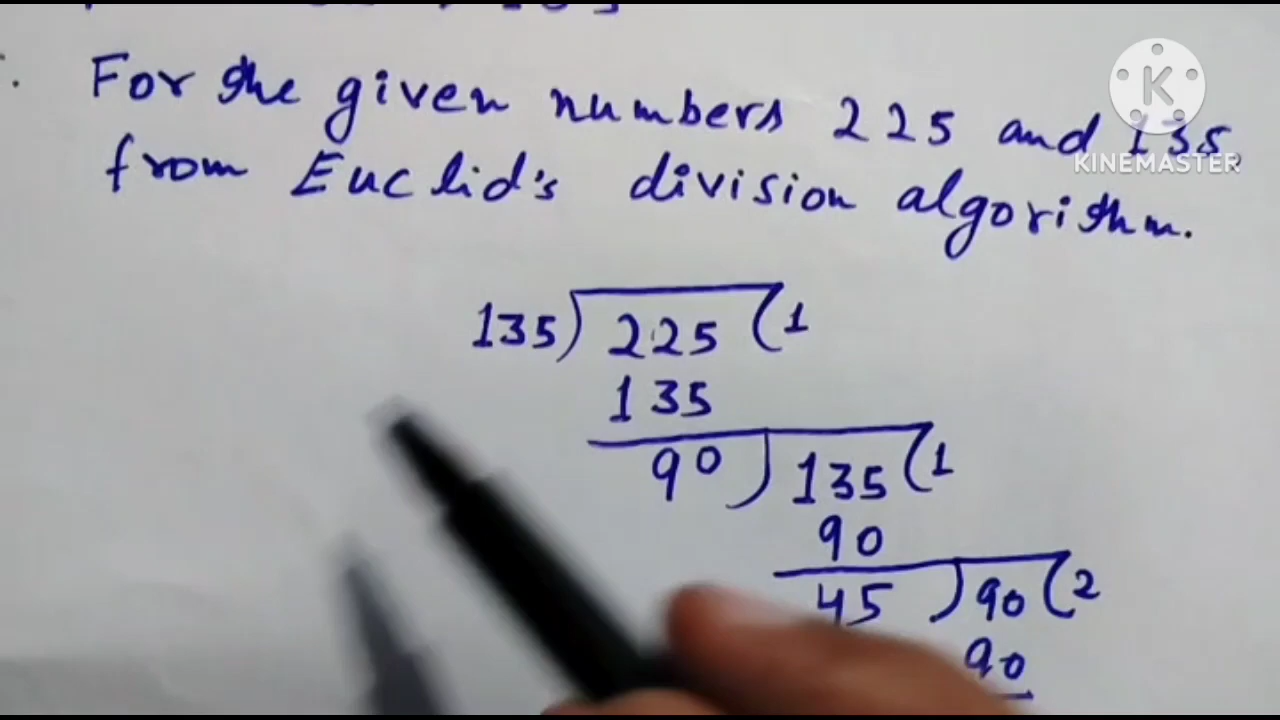 For the given numbers 225 and 135,
from Euclid's division algorithm.
KINEMASTER
135) 225 (1
135
90) 135 (1
90
45) 90 (2
90